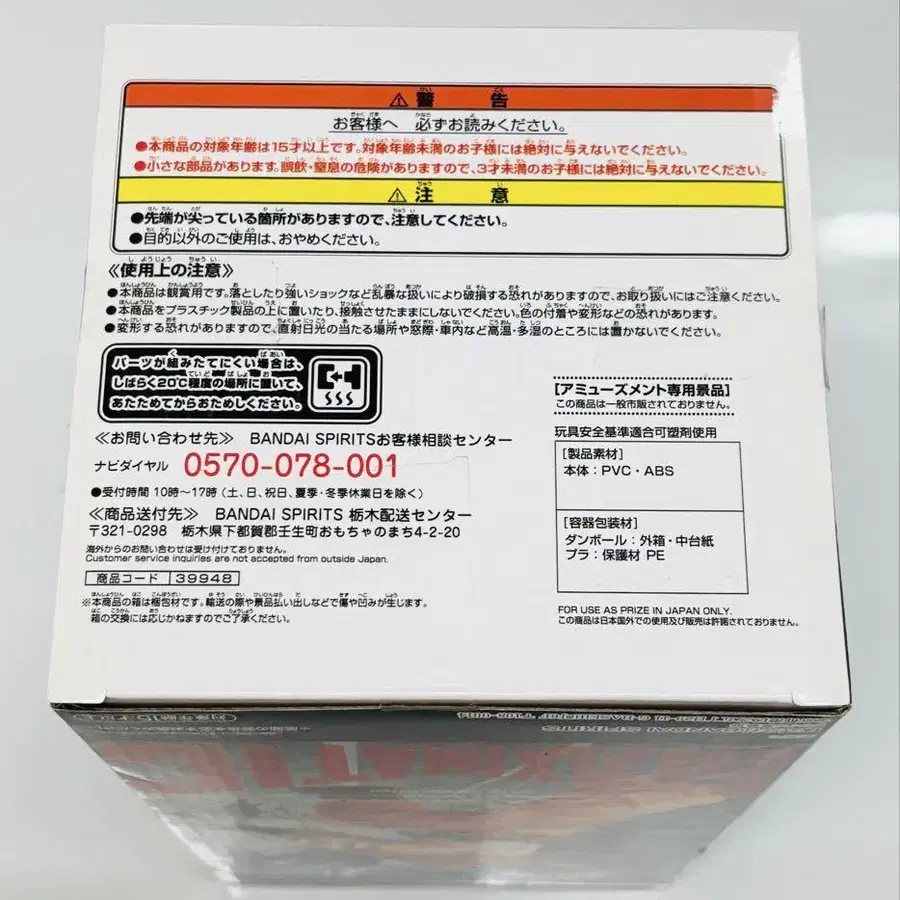 ⚠警告
お客様へ 必ずお読みください。
●本商品の対象年齢は15才以上です。対象年齢未満のお子様には絶対に与えないでください。
●小さな部品があります。誤飲・窒息の危険がありますので、3才未満のお子様には絶対に与えないでください。
⚠注意
●先端が尖っている箇所がありますので、注意してください。
●目的以外のご使用は、おやめください。
《使用上の注意》
●本商品は観賞用です。落としたり強いショックなど乱暴な扱いにより破損する恐れがありますので、お取り扱いにはご注意ください。
●本商品をプラスチック製品の上に置いたり、接触させたままにしないでください。色の付着や変形などの恐れがあります。
●変形する恐れがありますので、直射日光の当たる場所や窓際・車内など高温・多湿のところには置かないでください。
パーツが組みたてにくい場合は、
しばらく20℃程度の場所に置いて、
あたためてからおためしください。
≪お問い合わせ先≫ BANDAI SPIRITSお客様相談センター
ナビダイヤル 0570-078-001
●受付時間 10時～17時(土、日、祝日、夏季・冬季休業日を除く)
≪商品送付先≫ BANDAI SPIRITS 栃木配送センター
〒321-0298 栃木県下都賀郡壬生町おもちゃのまち4-2-20
海外からのお問い合わせは受け付けておりません。
Customer service inquiries are not accepted from outside Japan.
商品コード 39948
※本商品の箱は梱包材です。輸送の際や景品払い出しなどで傷や凹みが生じます。
箱の交換には応じかねますのでご了承ください。
[アミューズメント専用景品]
この商品は一般市販されておりません。
玩具安全基準適合可塑剤使用
[製品素材]
本体：PVC・ABS
[容器包装材]
ダンボール：外箱・中台紙
プラ：保護材 PE
FOR USE AS PRIZE IN JAPAN ONLY.
この商品は日本国外での使用及び販売は許諾されておりません。